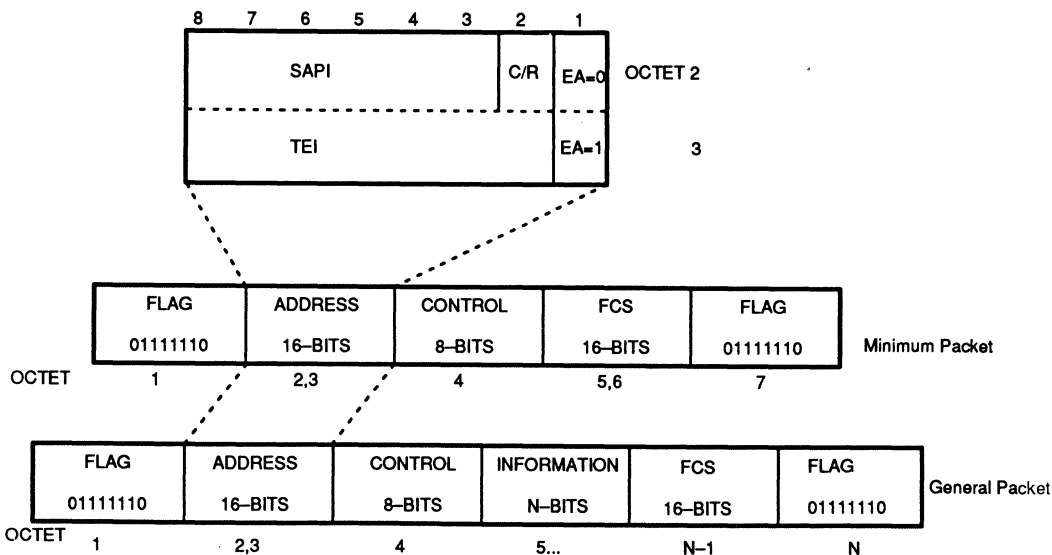 8 7 6 5 4 3 2 1
SAPI C/R EA=0 OCTET 2
TEI EA=1 3
FLAG ADDRESS CONTROL FCS FLAG
01111110 16–BITS 8–BITS 16–BITS 01111110 Minimum Packet
OCTET 1 2,3 4 5,6 7
FLAG ADDRESS CONTROL INFORMATION FCS FLAG
01111110 16–BITS 8–BITS N–BITS 16–BITS 01111110 General Packet
OCTET 1 2,3 4 5... N–1 N